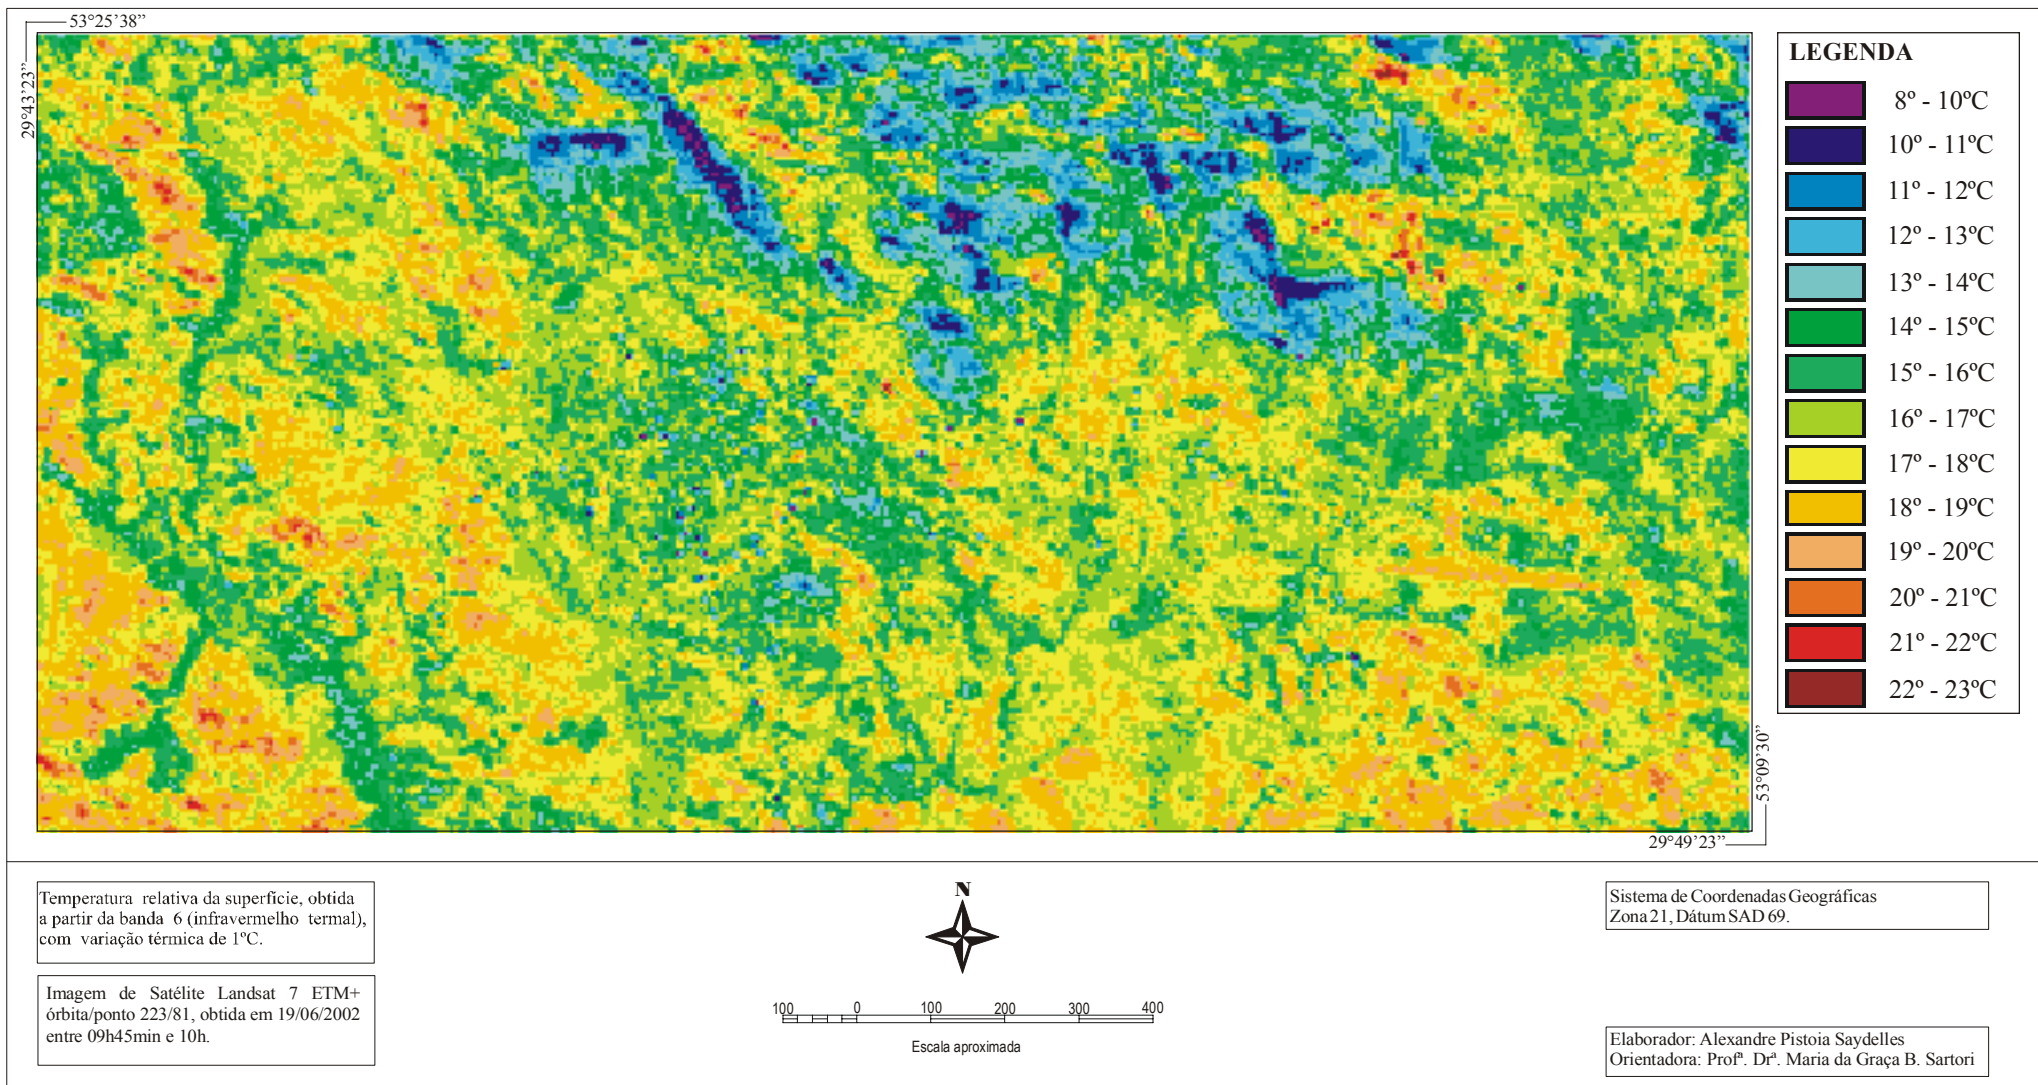 53°25’38”
29°43’23”
LEGENDA
8º - 10ºC
10º - 11ºC
11º - 12ºC
12º - 13ºC
13º - 14ºC
14º - 15ºC
15º - 16ºC
16º - 17ºC
17º - 18ºC
18º - 19ºC
19º - 20ºC
20º - 21ºC
21º - 22ºC
22º - 23ºC
53°09’30”
29°49’23”
Temperatura relativa da superfície, obtida
a partir da banda 6 (infravermelho termal),
com variação térmica de 1ºC.
Imagem de Satélite Landsat 7 ETM+
órbita/ponto 223/81, obtida em 19/06/2002
entre 09h45min e 10h.
N
100 0 100 200 300 400
Escala aproximada
Sistema de Coordenadas Geográficas
Zona 21, Dátum SAD 69.
Elaborador: Alexandre Pistoia Saydelles
Orientadora: Profª. Drª. Maria da Graça B. Sartori